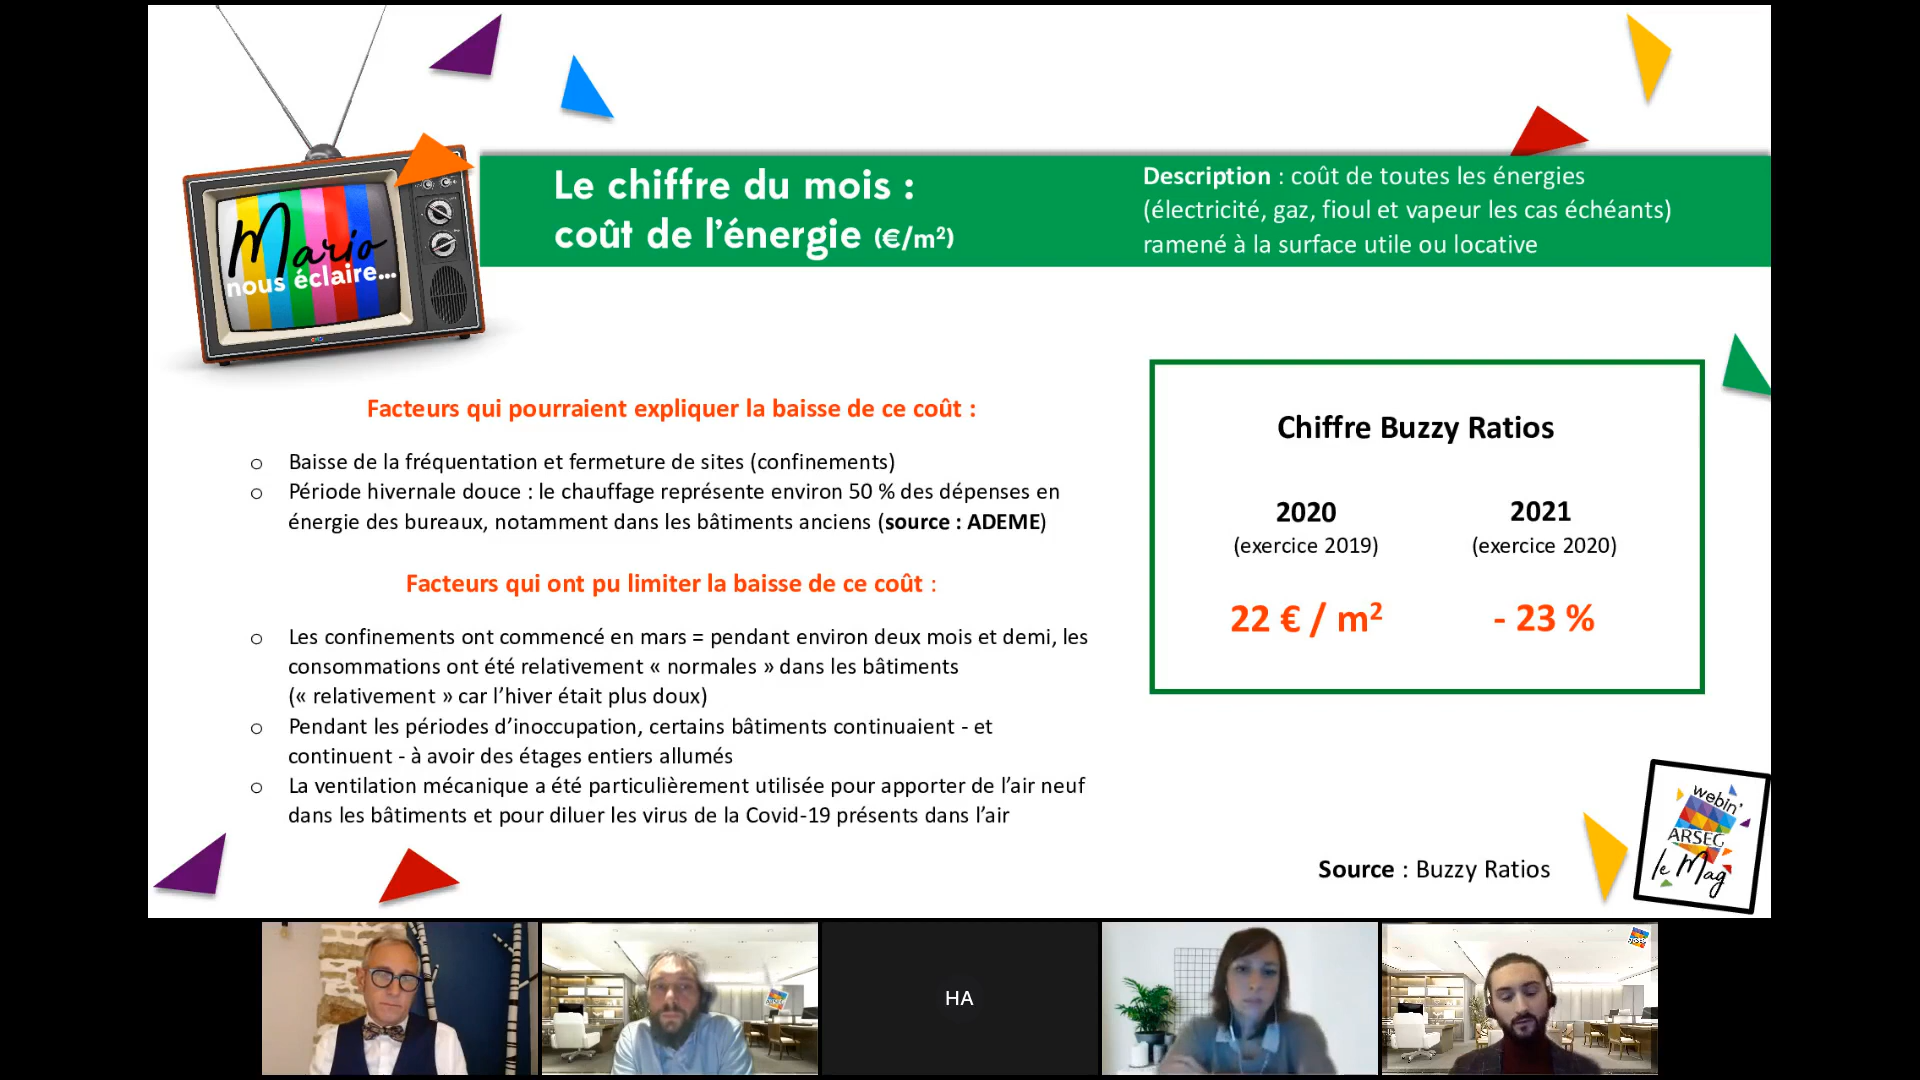 Mario
nous éclaire...
Le chiffre du mois :
coût de l'énergie (€/m²)
Description : coût de toutes les énergies
(électricité, gaz, fioul et vapeur les cas échéants)
ramené à la surface utile ou locative
Facteurs qui pourraient expliquer la baisse de ce coût :
o Baisse de la fréquentation et fermeture de sites (confinements)
o Période hivernale douce : le chauffage représente environ 50 % des dépenses en
énergie des bureaux, notamment dans les bâtiments anciens (source : ADEME)
Facteurs qui ont pu limiter la baisse de ce coût :
o Les confinements ont commencé en mars = pendant environ deux mois et demi, les
consommations ont été relativement « normales » dans les bâtiments
(« relativement » car l'hiver était plus doux)
o Pendant les périodes d'inoccupation, certains bâtiments continuaient - et
continuent - à avoir des étages entiers allumés
o La ventilation mécanique a été particulièrement utilisée pour apporter de l'air neuf
dans les bâtiments et pour diluer les virus de la Covid-19 présents dans l'air
Chiffre Buzzy Ratios
2020 2021
(exercice 2019) (exercice 2020)
22 € / m² - 23 %
Source : Buzzy Ratios
webin'
ARSEG
le Mag
HA